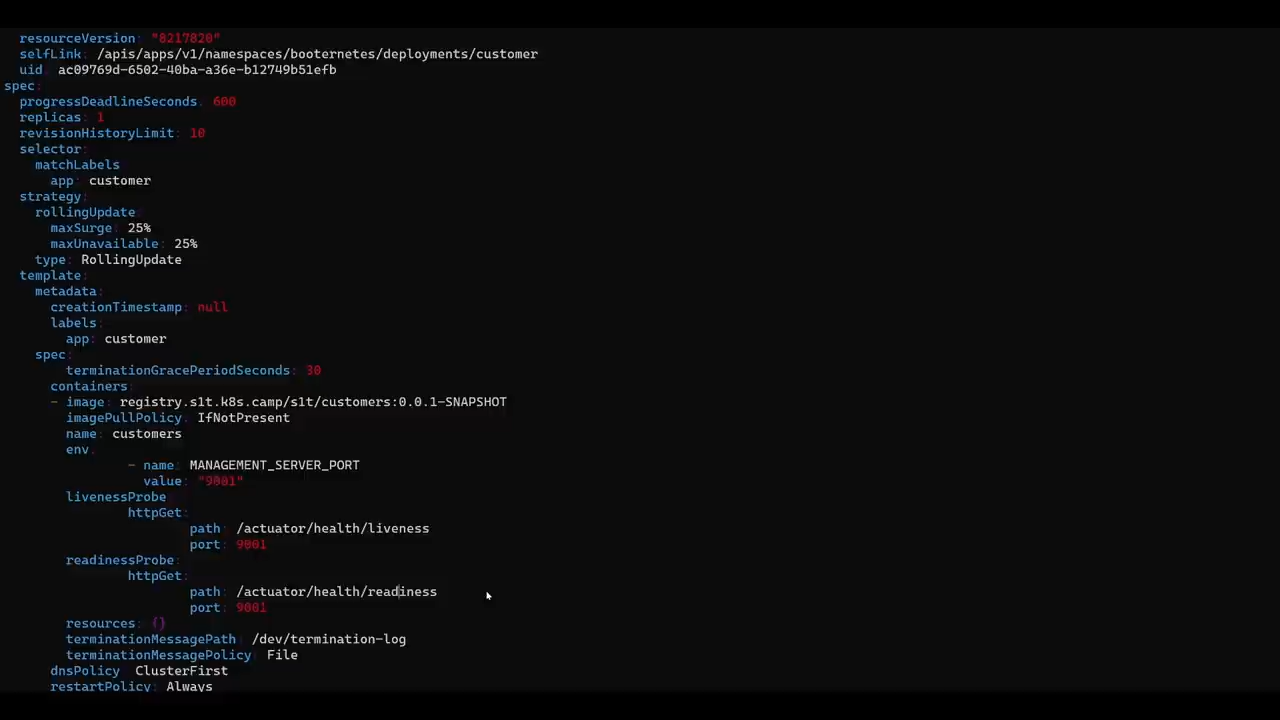 resourceVersion: "8217820"
selfLink: /apis/apps/v1/namespaces/booternetes/deployments/customer
uid: ac09769d-6502-40ba-a36e-b12749b51efb
spec:
progressDeadlineSeconds: 600
replicas: 1
revisionHistoryLimit: 10
selector:
matchLabels:
app: customer
strategy:
rollingUpdate:
maxSurge: 25%
maxUnavailable: 25%
type: RollingUpdate
template:
metadata:
creationTimestamp: null
labels:
app: customer
spec:
terminationGracePeriodSeconds: 30
containers:
- image: registry.s1t.k8s.camp/s1t/customers:0.0.1-SNAPSHOT
imagePullPolicy: IfNotPresent
name: customers
env:
- name: MANAGEMENT_SERVER_PORT
value: "9001"
livenessProbe:
httpGet:
path: /actuator/health/liveness
port: 9001
readinessProbe:
httpGet:
path: /actuator/health/readiness
port: 9001
resources: {}
terminationMessagePath: /dev/termination-log
terminationMessagePolicy: File
dnsPolicy: ClusterFirst
restartPolicy: Always